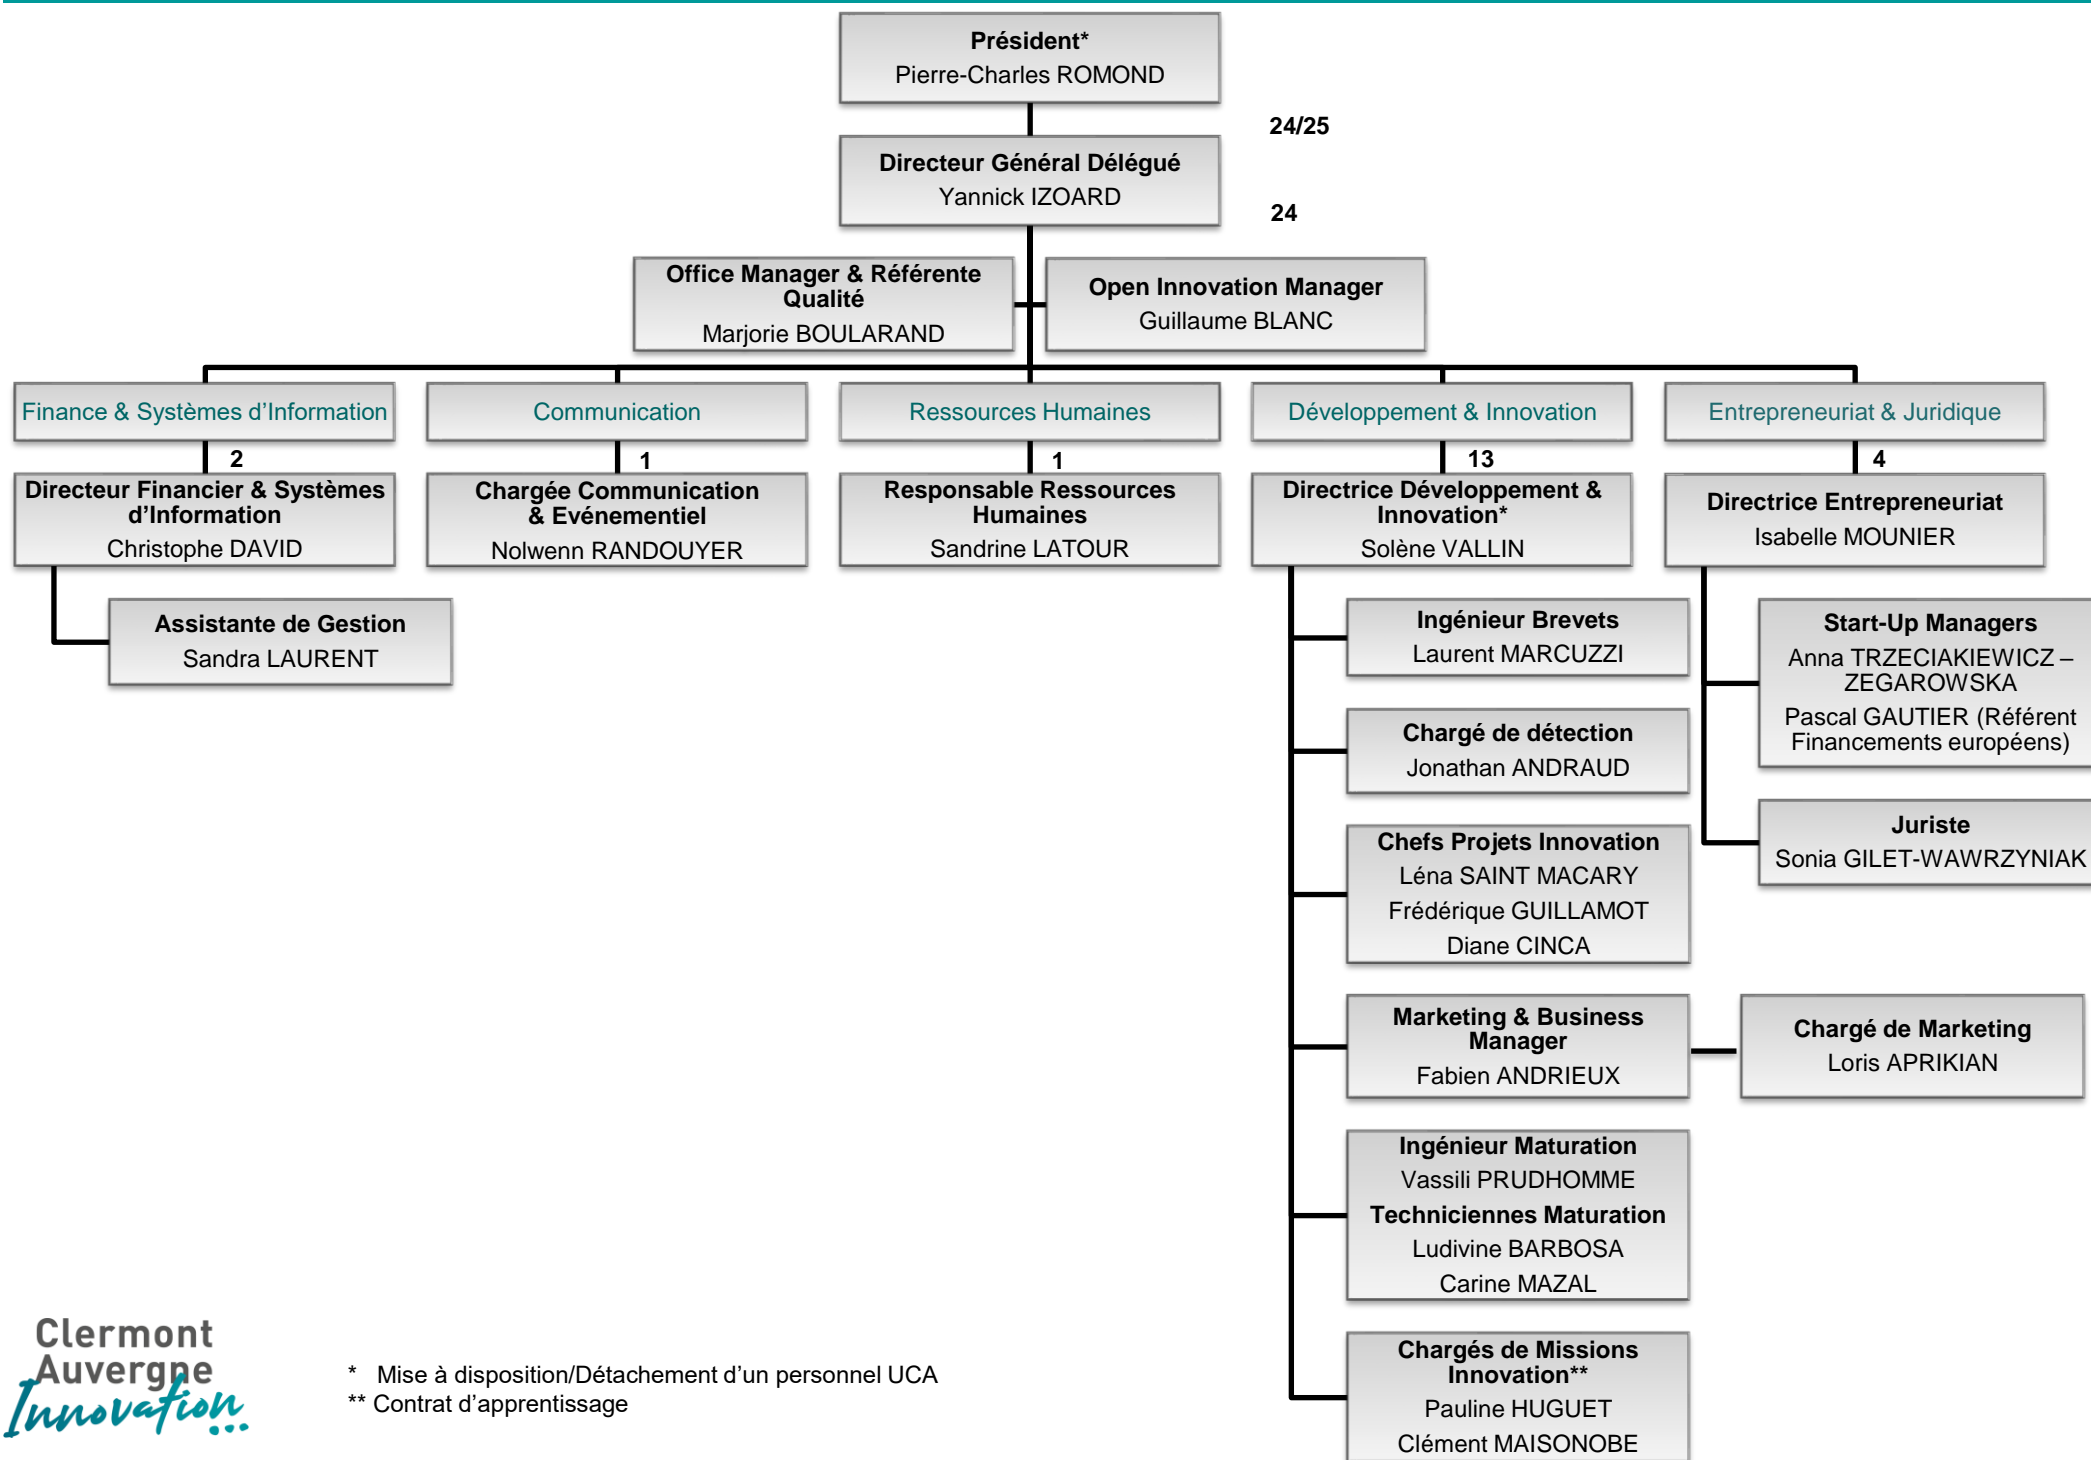 Président*
Pierre-Charles ROMOND
24/25
Directeur Général Délégué
Yannick IZOARD
24
Office Manager & Référente
Qualité
Marjorie BOULARAND
Open Innovation Manager
Guillaume BLANC
Finance & Systèmes d’Information
Communication
Ressources Humaines
Développement & Innovation
Entrepreneuriat & Juridique
2
1
1
13
4
Directeur Financier & Systèmes
d’Information
Christophe DAVID
Chargée Communication
& Evénementiel
Nolwenn RANDOUYER
Responsable Ressources
Humaines
Sandrine LATOUR
Directrice Développement &
Innovation*
Solène VALLIN
Directrice Entrepreneuriat
Isabelle MOUNIER
Assistante de Gestion
Sandra LAURENT
Ingénieur Brevets
Laurent MARCUZZI
Start-Up Managers
Anna TRZECIAKIEWICZ –
ZEGAROWSKA
Pascal GAUTIER (Référent
Financements européens)
Chargé de détection
Jonathan ANDRAUD
Juriste
Sonia GILET-WAWRZYNIAK
Chefs Projets Innovation
Léna SAINT MACARY
Frédérique GUILLAMOT
Diane CINCA
Marketing & Business
Manager
Fabien ANDRIEUX
Chargé de Marketing
Loris APRIKIAN
Ingénieur Maturation
Vassili PRUDHOMME
Techniciennes Maturation
Ludivine BARBOSA
Carine MAZAL
Chargés de Missions
Innovation**
Pauline HUGUET
Clément MAISONOBE
Clermont
Auvergne
Innovation...
* Mise à disposition/Détachement d’un personnel UCA
** Contrat d’apprentissage